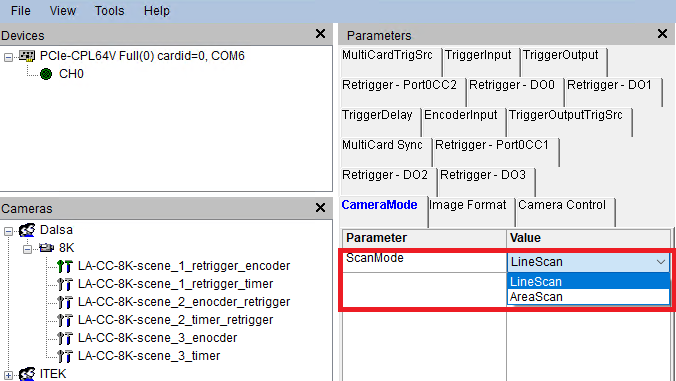 File View Tools Help
Devices
PCIe-CPL64V Full(0) cardid=0, COM6
CH0
Cameras
Dalsa
8K
LA-CC-8K-scene_1_retrigger_encoder
LA-CC-8K-scene_1_retrigger_timer
LA-CC-8K-scene_2_enocder_retrigger
LA-CC-8K-scene_2_timer_retrigger
LA-CC-8K-scene_3_enocder
LA-CC-8K-scene_3_timer
ITEK
Parameters
MultiCardTrigSrc TriggerInput TriggerOutput
Retrigger - Port0CC2 Retrigger - DO0 Retrigger - DO1
TriggerDelay EncoderInput TriggerOutputTrigSrc
MultiCard Sync Retrigger - Port0CC1
Retrigger - DO2 Retrigger - DO3
CameraMode Image Format Camera Control
Parameter Value
ScanMode LineScan
LineScan
AreaScan